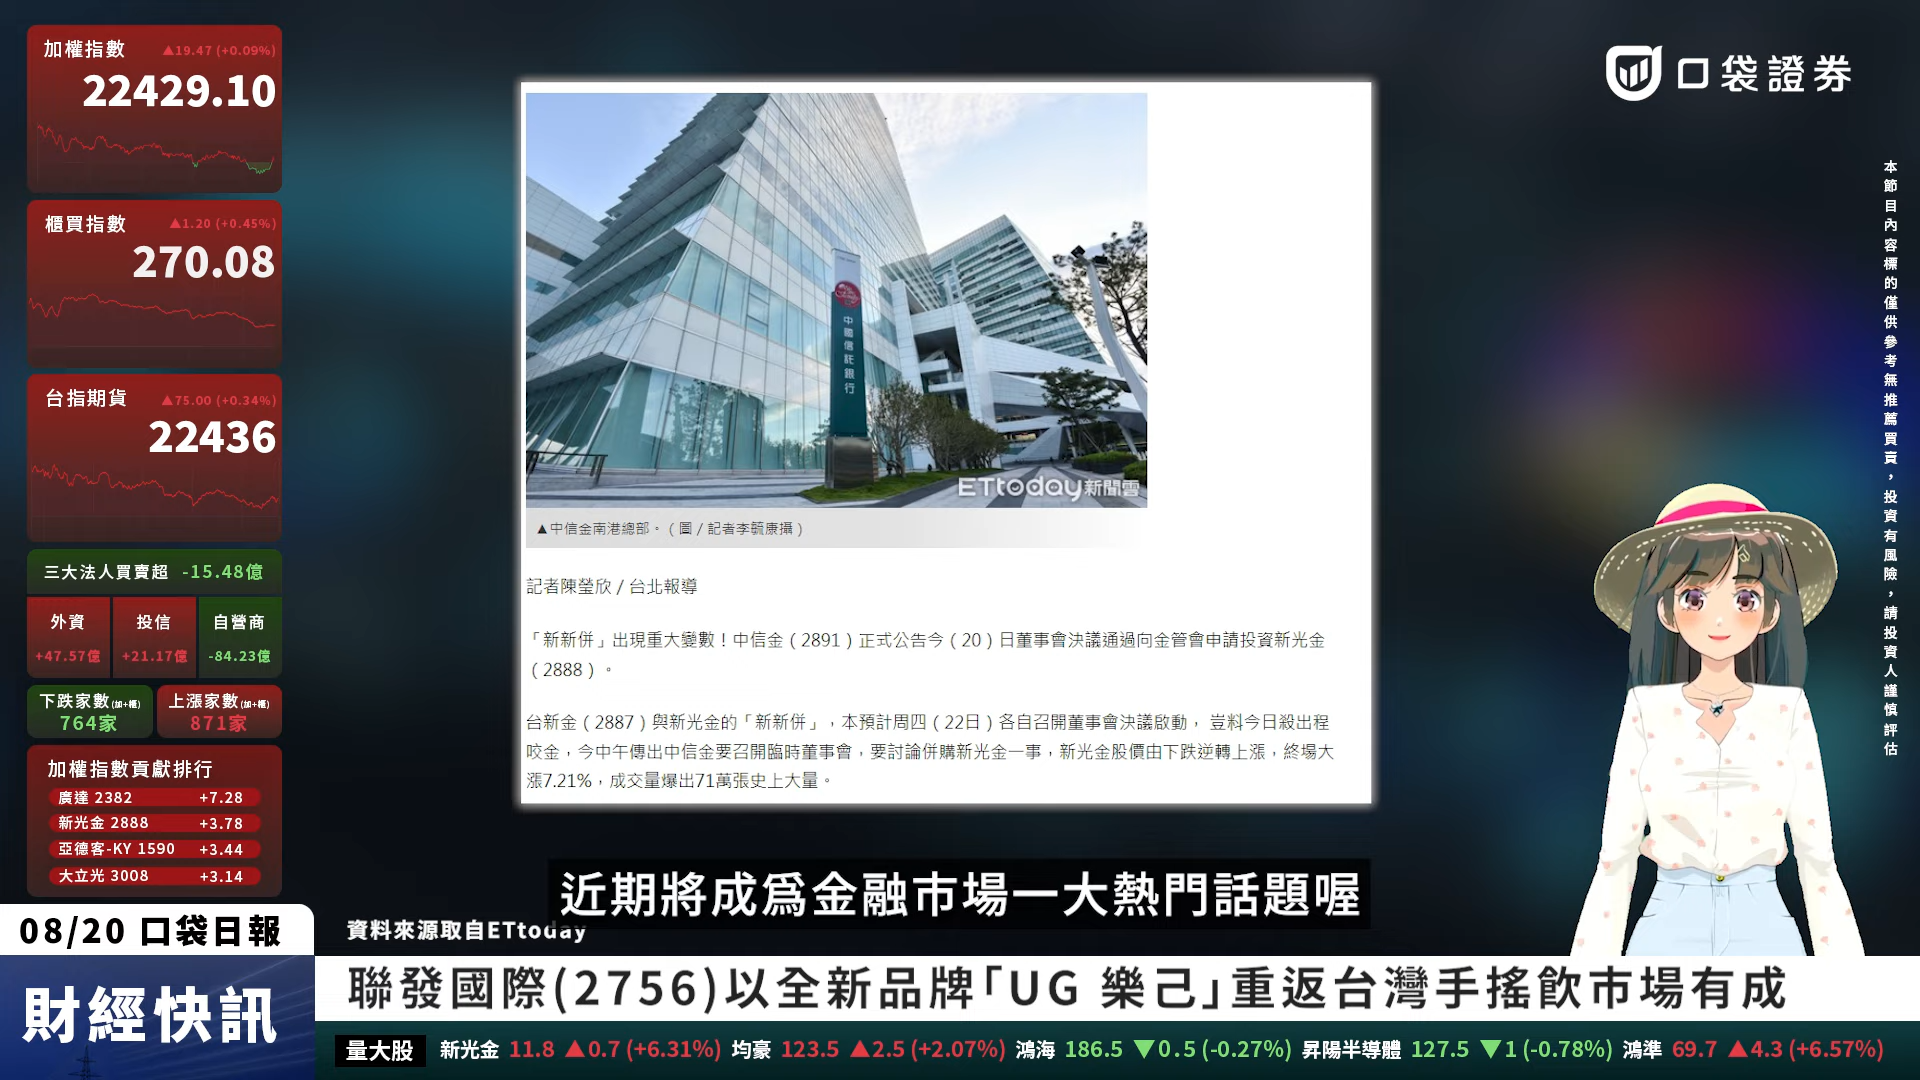 加權指數 ▲19.47 (+0.09%)
22429.10
櫃買指數 ▲1.20 (+0.45%)
270.08
台指期貨 ▲75.00 (+0.34%)
22436
三大法人買賣超 -15.48億
外資 投信 自營商
+47.57億 +21.17億 -84.23億
下跌家數(加+櫃) 上漲家數(加+櫃)
764家 871家
加權指數貢獻排行
廣達 2382 +7.28
新光金 2888 +3.78
亞德客-KY 1590 +3.44
大立光 3008 +3.14
08/20 口袋日報
財經快訊
中國信託銀行
ETtoday新聞雲
▲中信金南港總部。(圖/記者李毓康攝)
記者陳瑩欣/台北報導
「新新併」出現重大變數!中信金(2891)正式公告今(20)日董事會決議通過向金管會申請投資新光金
(2888)。
台新金(2887)與新光金的「新新併」,本預計周四(22日)各自召開董事會決議啟動, 豈料今日殺出程
咬金,今中午傳出中信金要召開臨時董事會,要討論併購新光金一事,新光金股價由下跌逆轉上漲,終場大
漲7.21%,成交量爆出71萬張史上大量。
口袋證券
本節目內容標的僅供參考無推薦買賣,投資有風險,請投資人謹慎評估
近期將成為金融市場一大熱門話題喔
資料來源取自ETtoday
聯發國際(2756)以全新品牌「UG 樂己」重返台灣手搖飲市場有成
量大股 新光金 11.8 ▲0.7 (+6.31%) 均豪 123.5 ▲2.5 (+2.07%) 鴻海 186.5 ▼0.5 (-0.27%) 昇陽半導體 127.5 ▼1 (-0.78%) 鴻準 69.7 ▲4.3 (+6.57%)